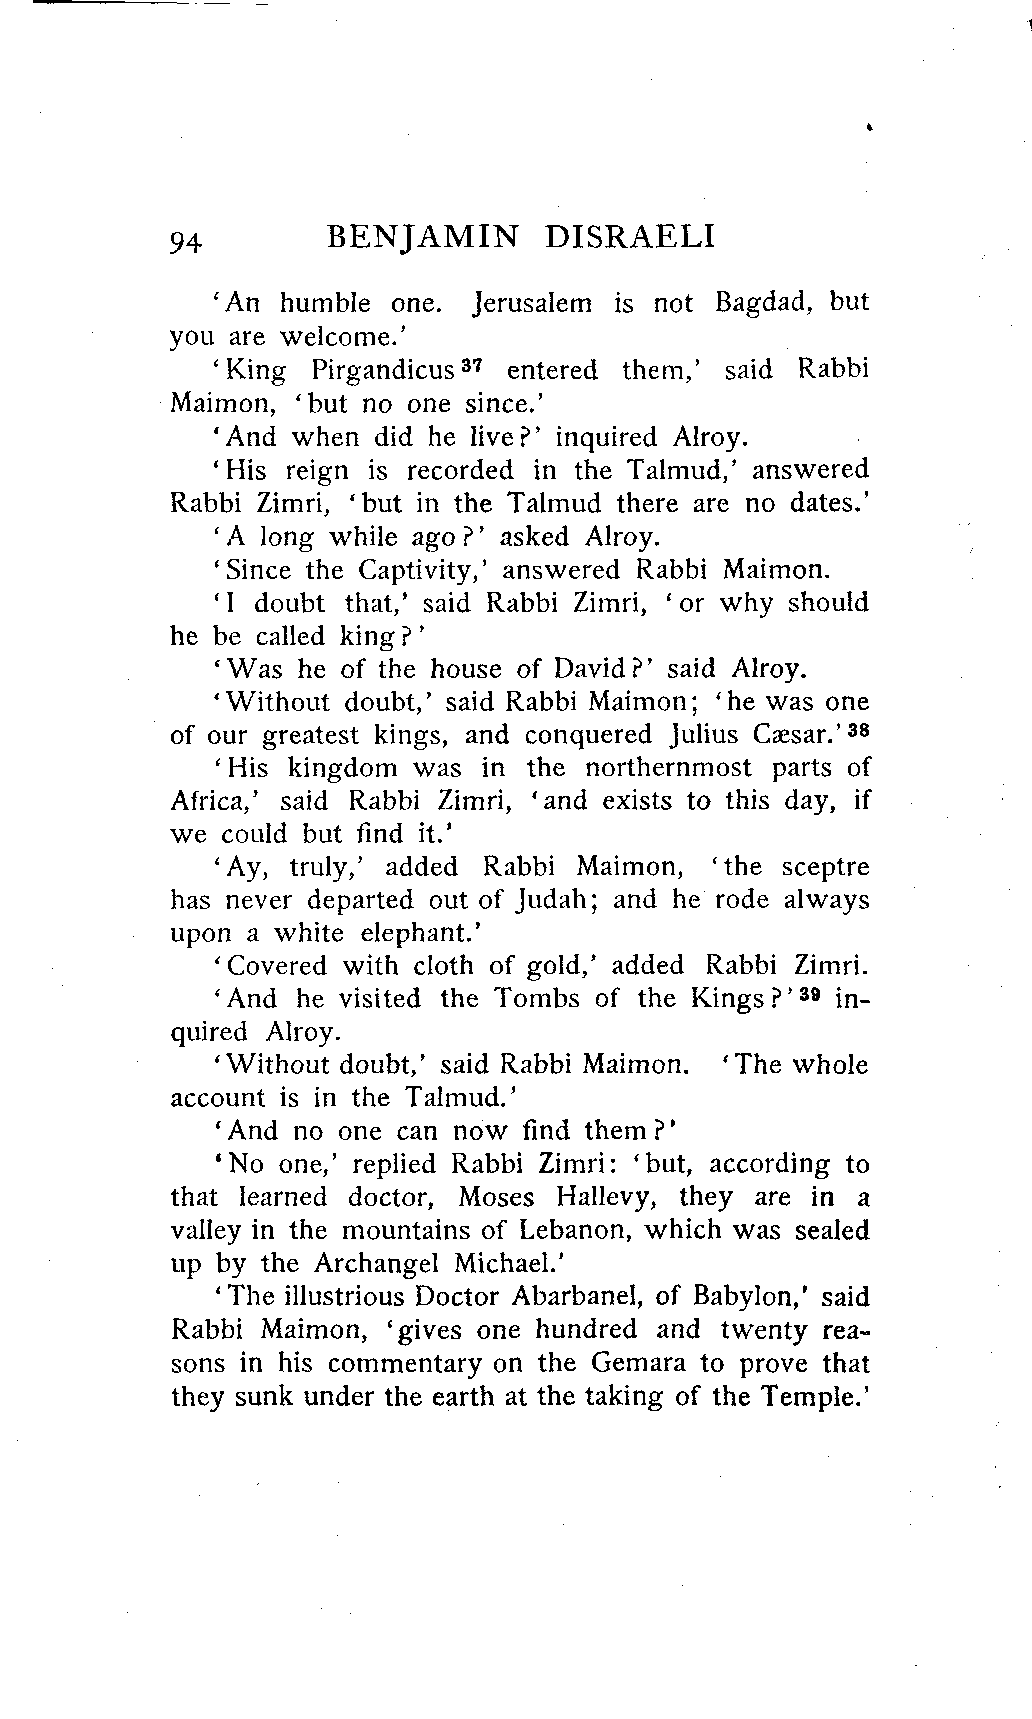 94 BENJAMIN DISRAELI
‘An humble one. Jerusalem is not Bagdad, but
you are welcome.’
‘King Pirgandicus³⁷ entered them,’ said Rabbi
Maimon, ‘but no one since.’
‘And when did he live?’ inquired Alroy.
‘His reign is recorded in the Talmud,’ answered
Rabbi Zimri, ‘but in the Talmud there are no dates.’
‘A long while ago?’ asked Alroy.
‘Since the Captivity,’ answered Rabbi Maimon.
‘I doubt that,’ said Rabbi Zimri, ‘or why should
he be called king?’
‘Was he of the house of David?’ said Alroy.
‘Without doubt,’ said Rabbi Maimon; ‘he was one
of our greatest kings, and conquered Julius Cæsar.’³⁸
‘His kingdom was in the northernmost parts of
Africa,’ said Rabbi Zimri, ‘and exists to this day, if
we could but find it.’
‘Ay, truly,’ added Rabbi Maimon, ‘the sceptre
has never departed out of Judah; and he rode always
upon a white elephant.’
‘Covered with cloth of gold,’ added Rabbi Zimri.
‘And he visited the Tombs of the Kings?’³⁹ in-
quired Alroy.
‘Without doubt,’ said Rabbi Maimon. ‘The whole
account is in the Talmud.’
‘And no one can now find them?’
‘No one,’ replied Rabbi Zimri: ‘but, according to
that learned doctor, Moses Hallevy, they are in a
valley in the mountains of Lebanon, which was sealed
up by the Archangel Michael.’
‘The illustrious Doctor Abarbanel, of Babylon,’ said
Rabbi Maimon, ‘gives one hundred and twenty rea-
sons in his commentary on the Gemara to prove that
they sunk under the earth at the taking of the Temple.’